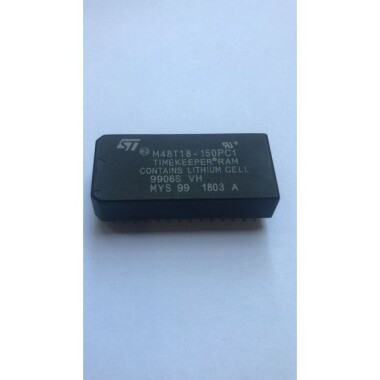 ST M48T18-150PC1
TIMEKEEPER® RAM
CONTAINS LITHIUM CELL
9906S VH
MYS 99 1803 A